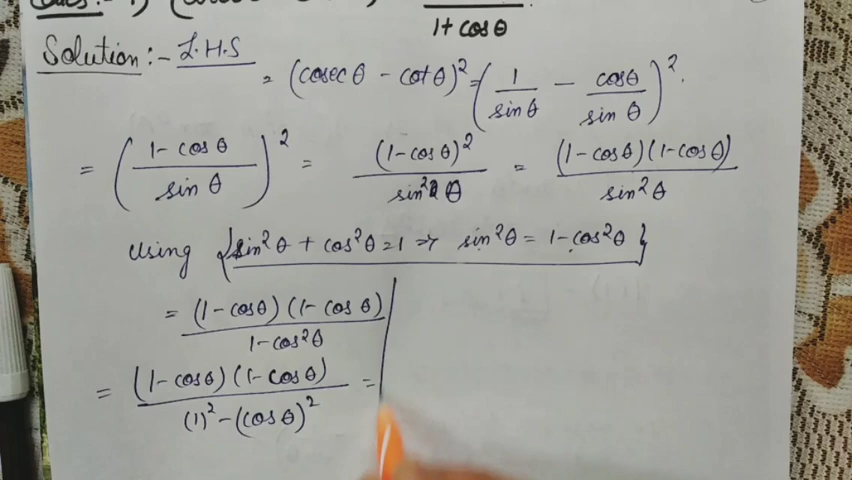 1 + cosθ
Solution :- L.H.S
= (cosecθ - cotθ)² = (1/sinθ - cosθ/sinθ)²
= ((1 - cosθ)/sinθ)² = (1-cosθ)²/sin²θ = (1-cosθ)(1-cosθ)/sin²θ
Using {sin²θ + cos²θ = 1 ⇒ sin²θ = 1-cos²θ}
= (1-cosθ)(1-cosθ)/1-cos²θ
= (1-cosθ)(1-cosθ)/(1)² - (cosθ)² =